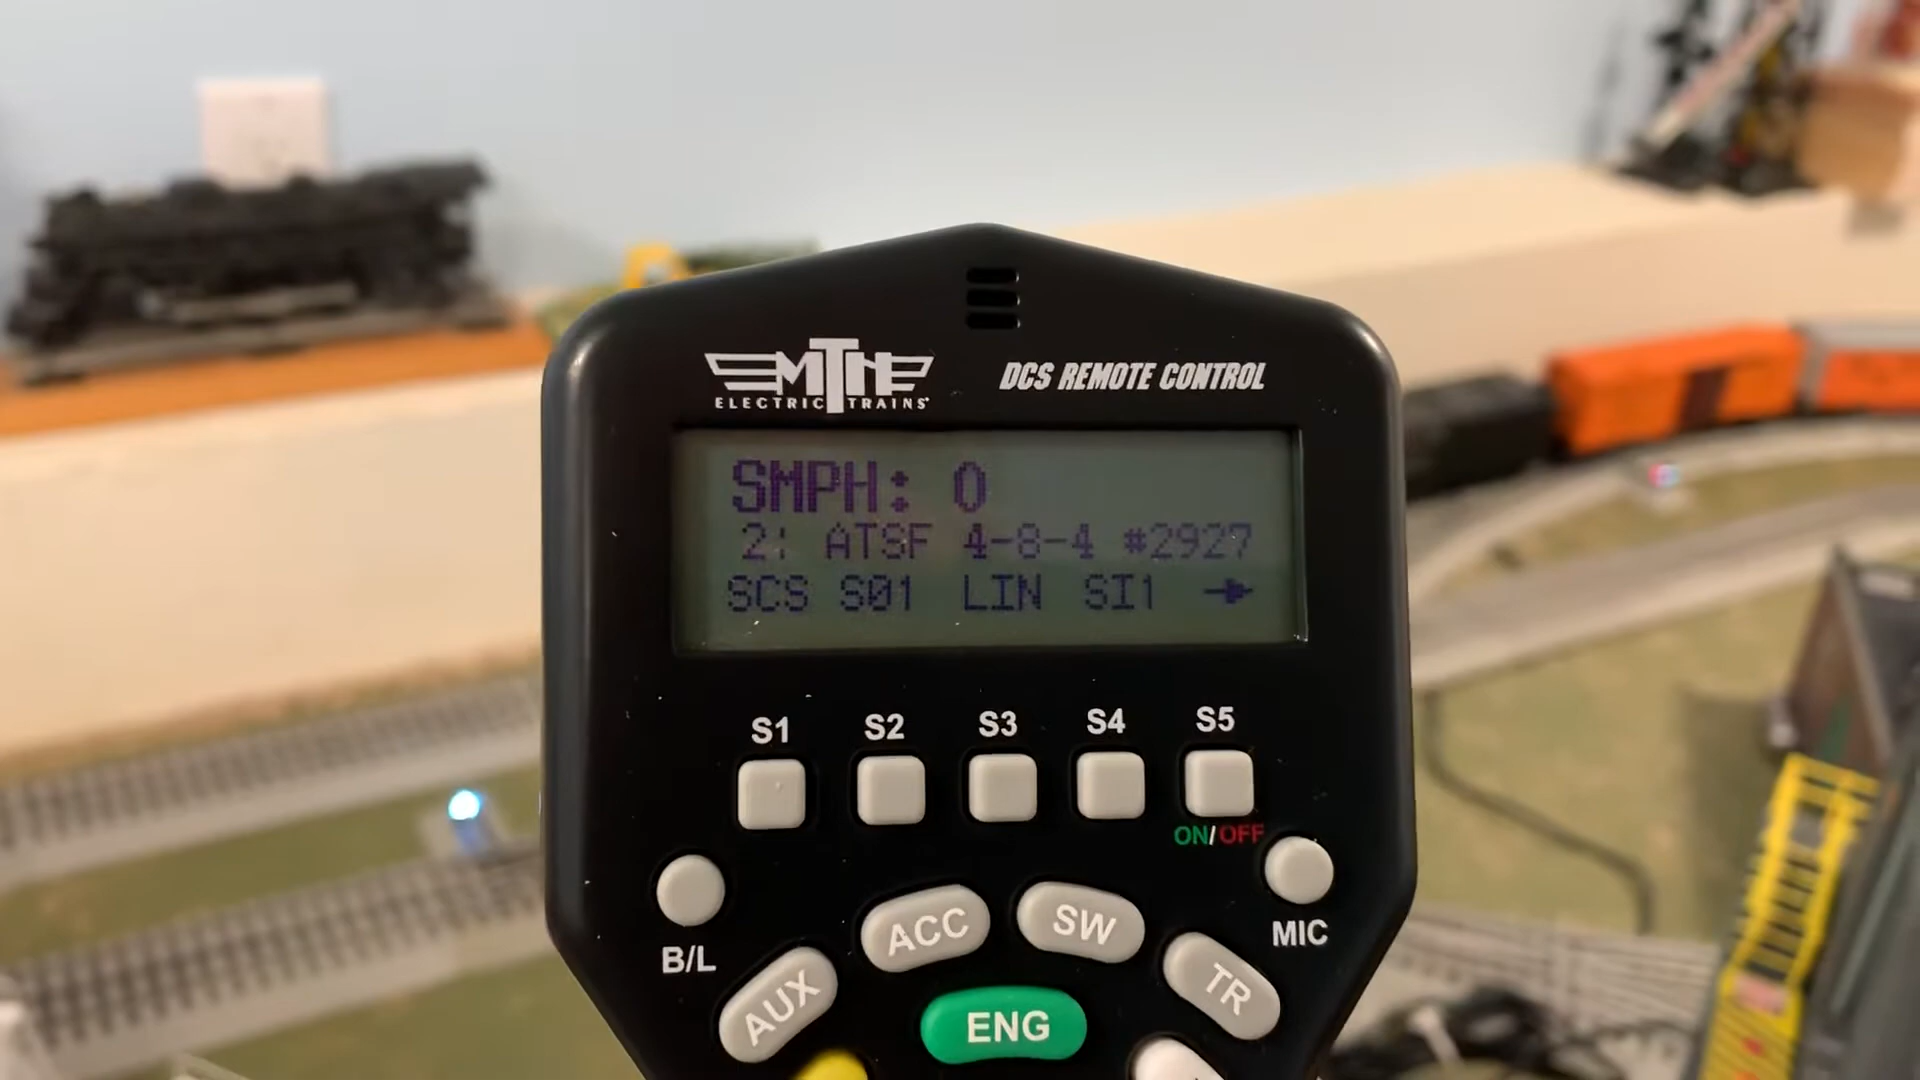 MTH
ELECTRIC TRAINS
DCS REMOTE CONTROL
SMPH: 0
2: ATSF 4-8-4 #2927
SCS S01 LIN SI1
S1 S2 S3 S4 S5
ON/OFF
B/L ACC SW MIC
AUX ENG TR